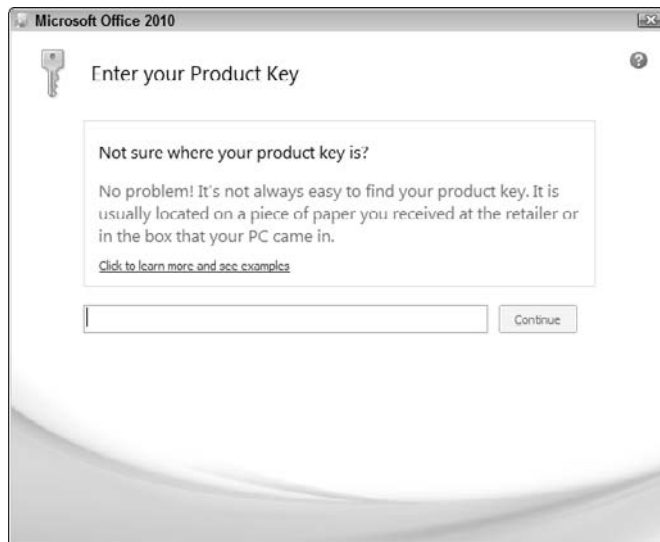 Microsoft Office 2010
Enter your Product Key
Not sure where your product key is?
No problem! It's not always easy to find your product key. It is
usually located on a piece of paper you received at the retailer or
in the box that your PC came in.
Click to learn more and see examples
Continue